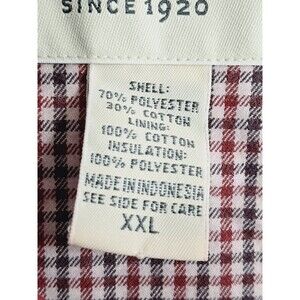 SINCE 1920
SHELL:
70% POLYESTER
30% COTTON
LINING:
100% COTTON
INSULATION:
100% POLYESTER
MADE IN INDONESIA
SEE SIDE FOR CARE
XXL